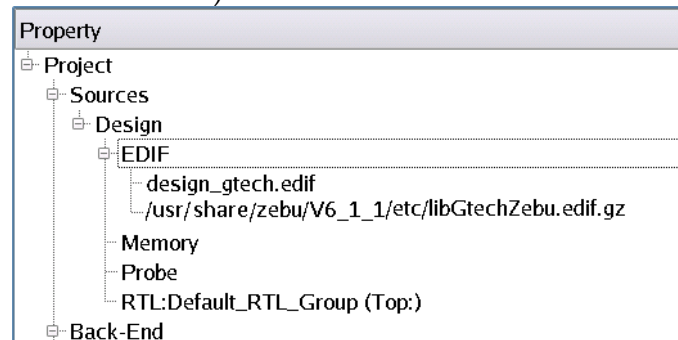 )
Property
Project
Sources
Design
EDIF
design_gtech.edif
/usr/share/zebu/V6_1_1/etc/libGtechZebu.edif.gz
Memory
Probe
RTL:Default_RTL_Group (Top:)
Back-End